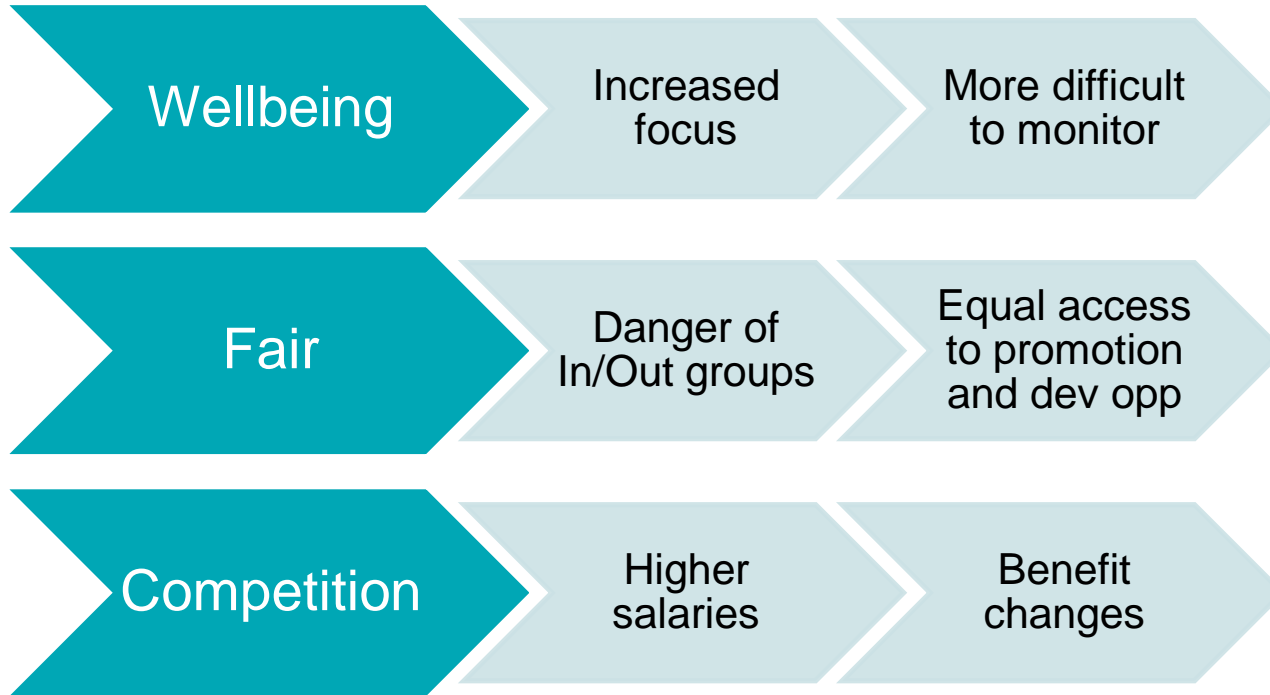 Wellbeing
Increased
focus
More difficult
to monitor
Fair
Danger of
In/Out groups
Equal access
to promotion
and dev opp
Competition
Higher
salaries
Benefit
changes